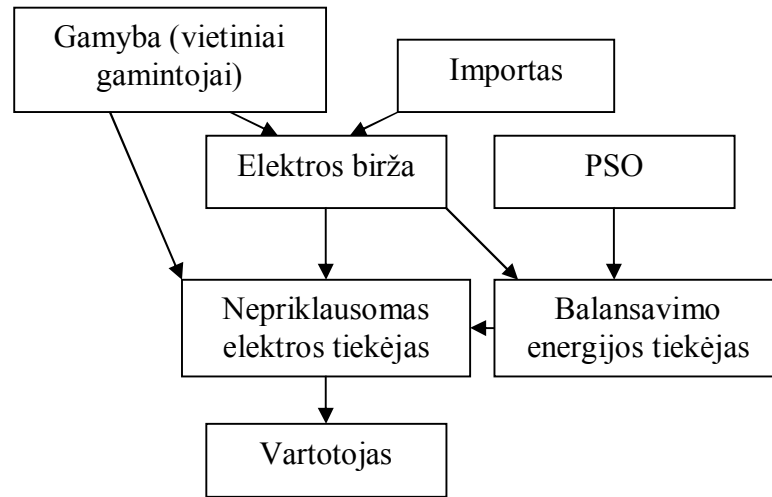 Gamyba (vietiniai
gamintojai)
Importas
Elektros birža
PSO
Nepriklausomas
elektros tiekėjas
Balansavimo
energijos tiekėjas
Vartotojas